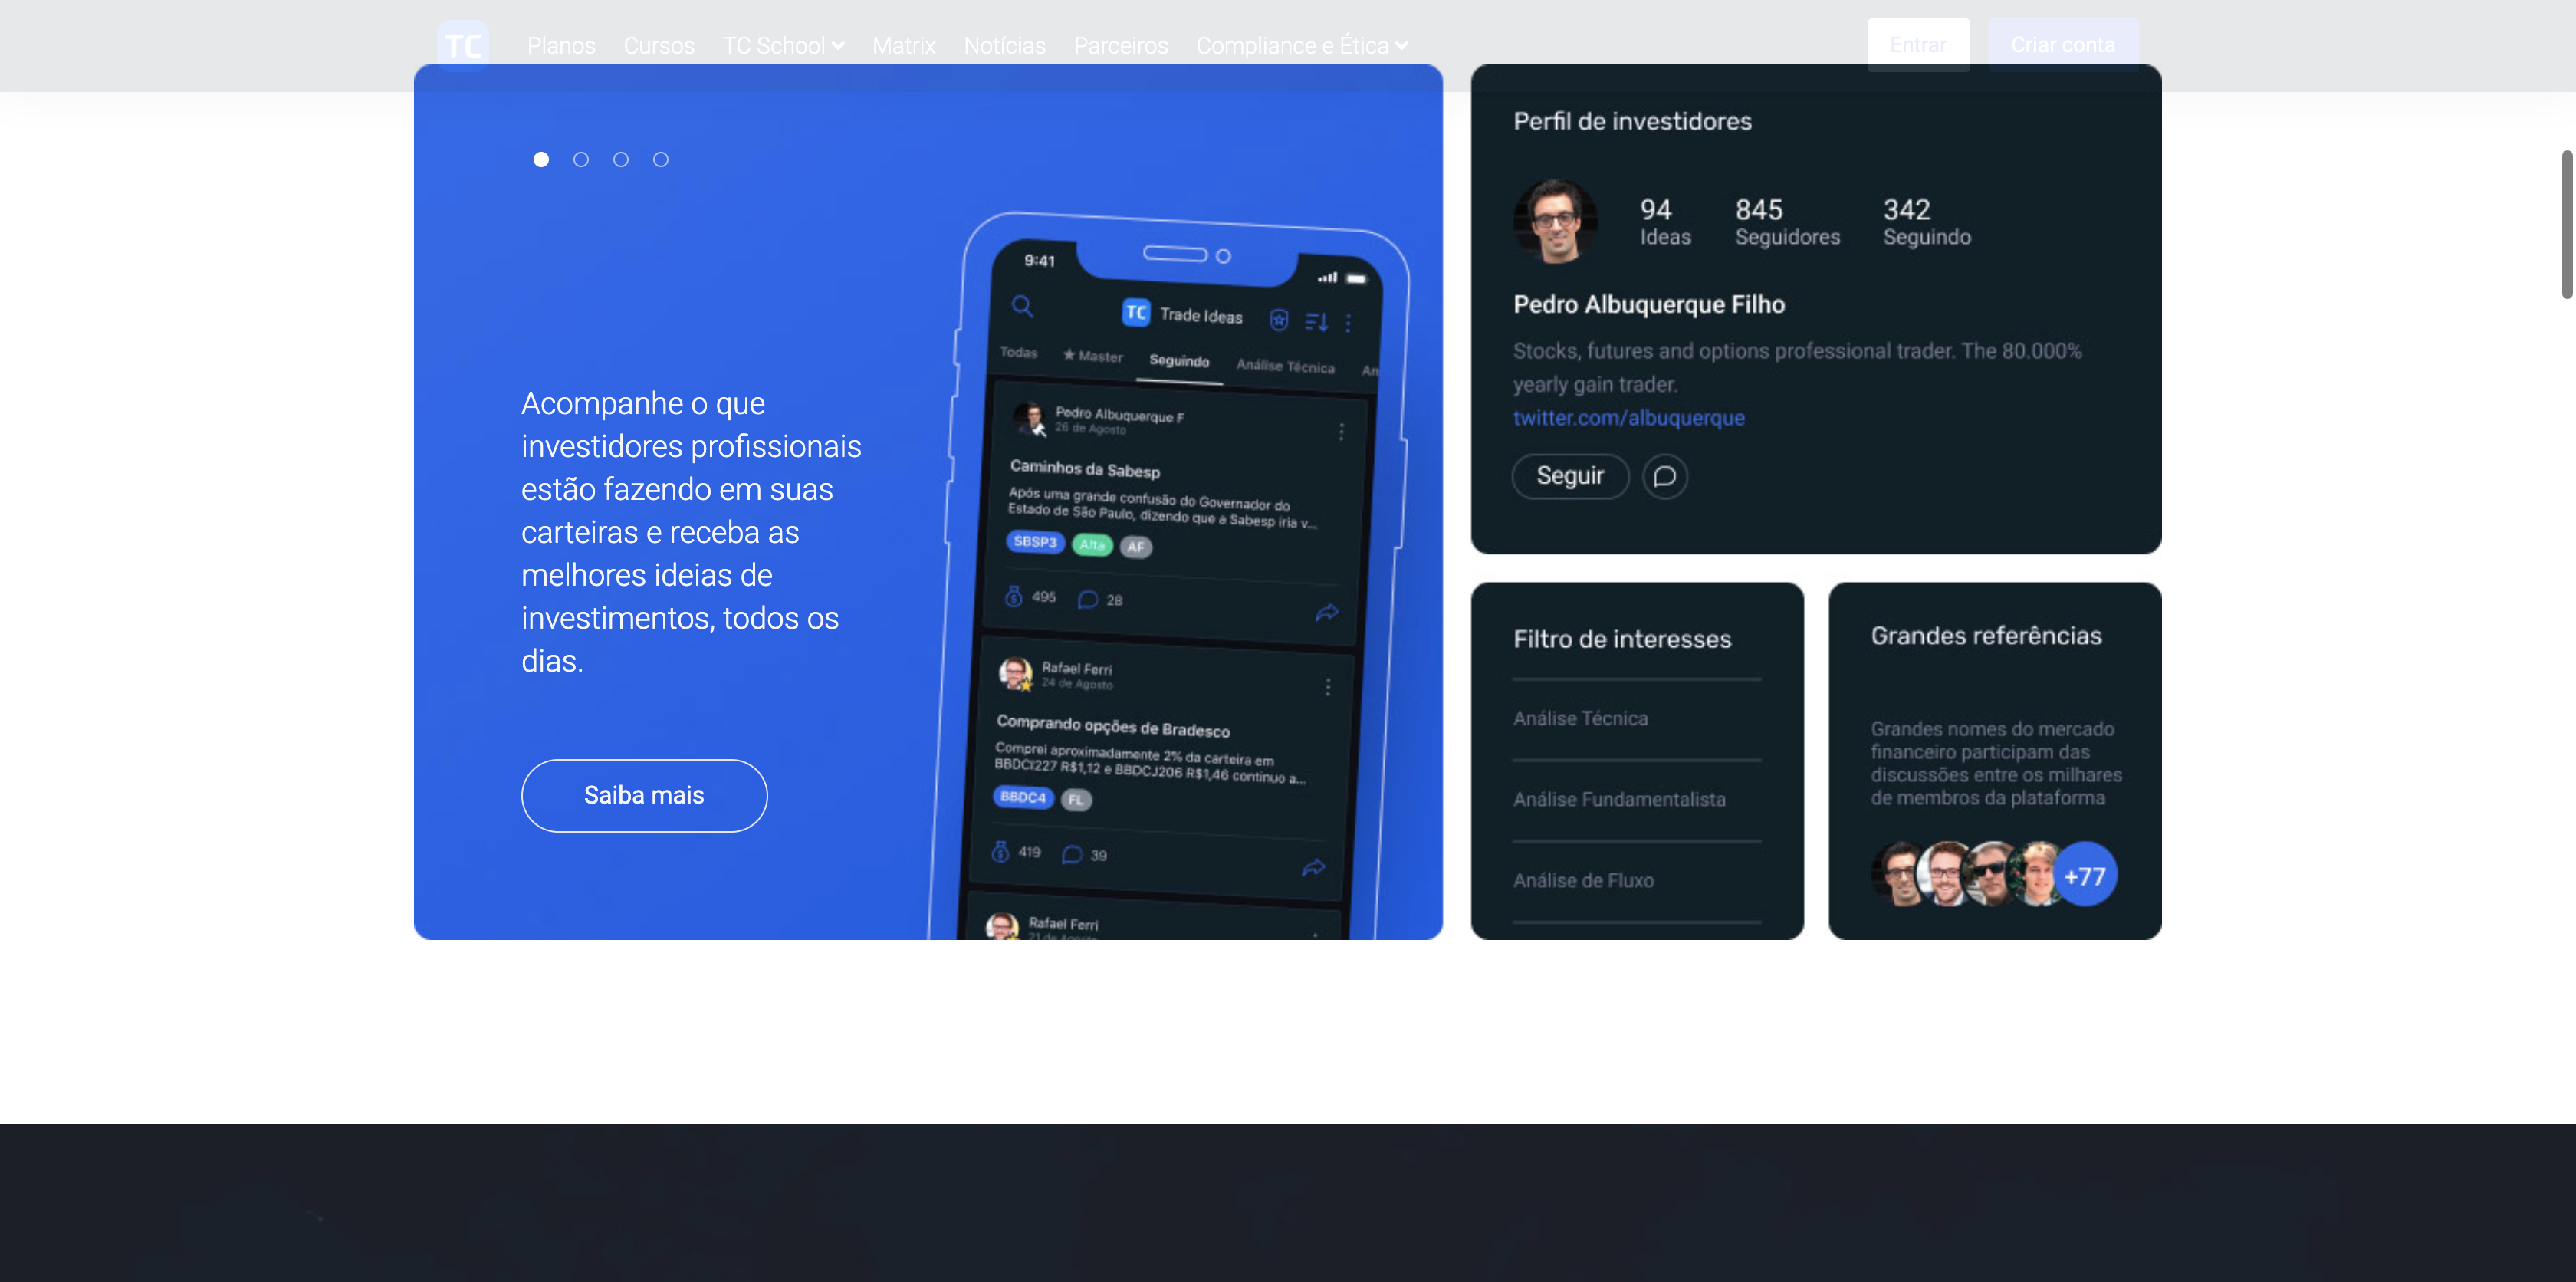 TC
Planos
Cursos
TC School
Matrix
Notícias
Parceiros
Compliance e Ética
Entrar
Criar conta
Acompanhe o que
investidores profissionais
estão fazendo em suas
carteiras e receba as
melhores ideias de
investimentos, todos os
dias.
Saiba mais
9:41
TC Trade Ideas
Todas
Master
Seguindo
Análise Técnica
An
Pedro Albuquerque F
26 de Agosto
Caminhos da Sabesp
Após uma grande confusão do Governador do
Estado de São Paulo, dizendo que a Sabesp iria v...
SBSP3 Alta AF
495 28
Rafael Ferri
24 de Agosto
Comprando opções de Bradesco
Comprei aproximadamente 2% da carteira em
BBDCI227 R$1,12 e BBDCJ206 R$1,46 continuo a...
BBDC4 FL
419 39
Rafael Ferri
21 de Agosto
Perfil de investidores
94 845 342
Ideas Seguidores Seguindo
Pedro Albuquerque Filho
Stocks, futures and options professional trader. The 80.000%
yearly gain trader.
twitter.com/albuquerque
Seguir
Filtro de interesses
Análise Técnica
Análise Fundamentalista
Análise de Fluxo
Grandes referências
Grandes nomes do mercado
financeiro participam das
discussões entre os milhares
de membros da plataforma
+77